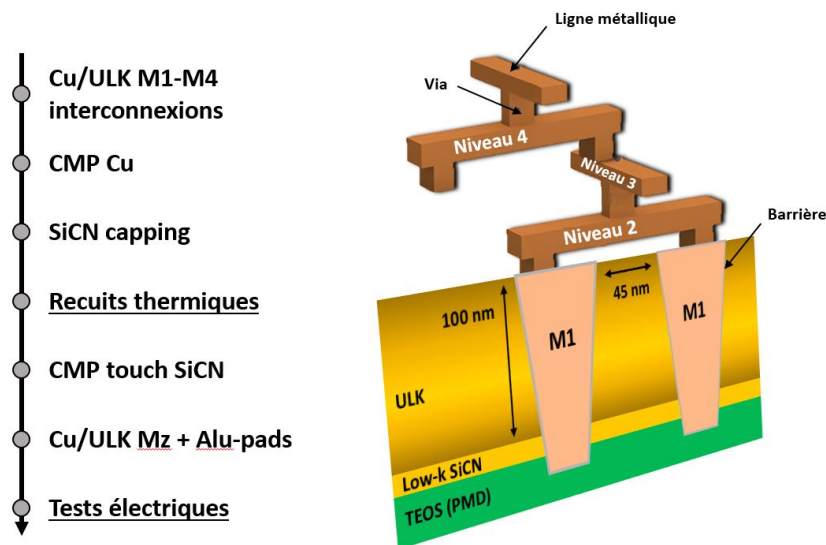 Cu/ULK M1-M4
interconnexions
CMP Cu
SiCN capping
Recuits thermiques
CMP touch SiCN
Cu/ULK Mz + Alu-pads
Tests électriques
Ligne métallique
Via
Niveau 4
Niveau 3
Niveau 2
Barrière
100 nm
45 nm
M1
M1
ULK
Low-k SiCN
TEOS (PMD)